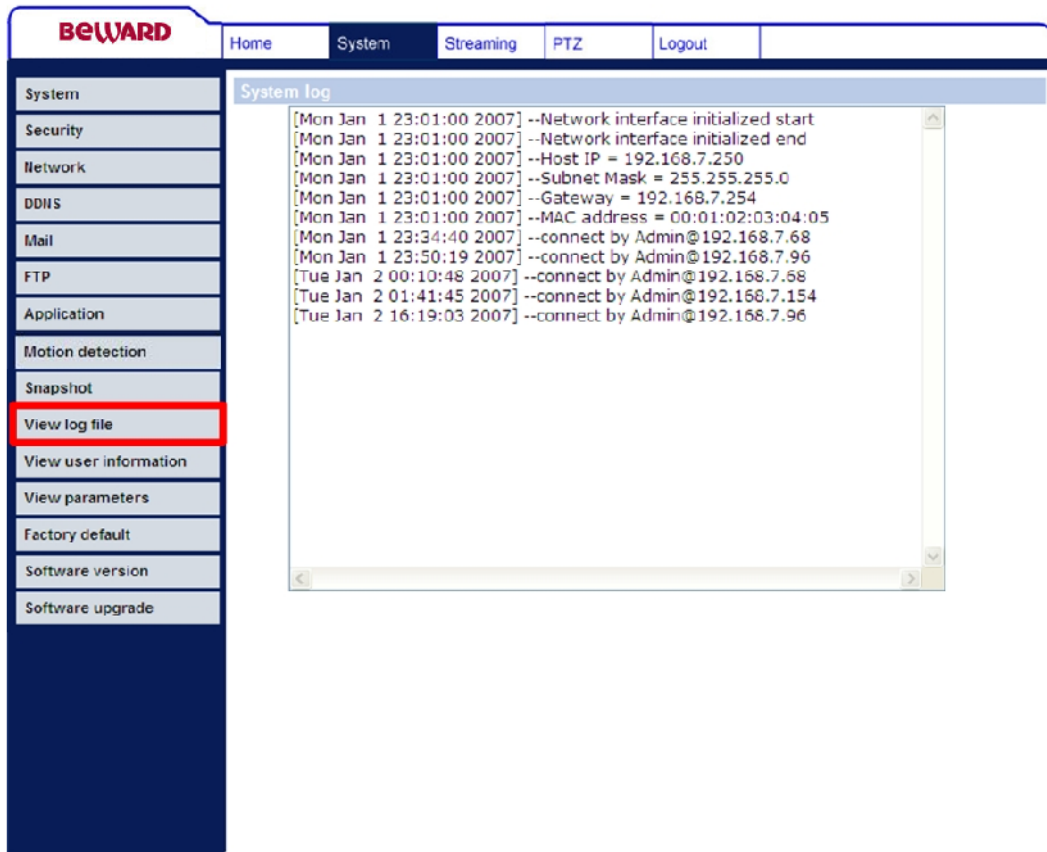 BEWARD
Home System Streaming PTZ Logout
System
Security
Network
DDNS
Mail
FTP
Application
Motion detection
Snapshot
View log file
View user information
View parameters
Factory default
Software version
Software upgrade
System log
[Mon Jan  1 23:01:00 2007] --Network interface initialized start
[Mon Jan  1 23:01:00 2007] --Network interface initialized end
[Mon Jan  1 23:01:00 2007] --Host IP = 192.168.7.250
[Mon Jan  1 23:01:00 2007] --Subnet Mask = 255.255.255.0
[Mon Jan  1 23:01:00 2007] --Gateway = 192.168.7.254
[Mon Jan  1 23:01:00 2007] --MAC address = 00:01:02:03:04:05
[Mon Jan  1 23:34:40 2007] --connect by Admin@192.168.7.68
[Mon Jan  1 23:50:19 2007] --connect by Admin@192.168.7.96
[Tue Jan  2 00:10:48 2007] --connect by Admin@192.168.7.68
[Tue Jan  2 01:41:45 2007] --connect by Admin@192.168.7.154
[Tue Jan  2 16:19:03 2007] --connect by Admin@192.168.7.96